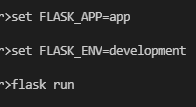 r>set FLASK_APP=app
r>set FLASK_ENV=development
r>flask run